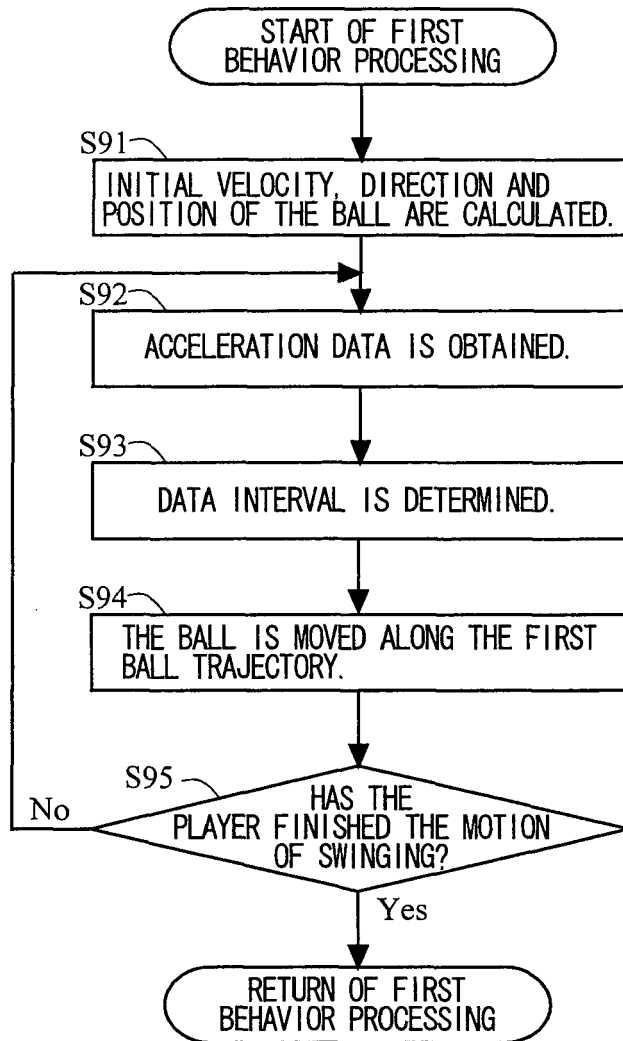 START OF FIRST
BEHAVIOR PROCESSING
S91
INITIAL VELOCITY, DIRECTION AND
POSITION OF THE BALL ARE CALCULATED.
S92
ACCELERATION DATA IS OBTAINED.
S93
DATA INTERVAL IS DETERMINED.
S94
THE BALL IS MOVED ALONG THE FIRST
BALL TRAJECTORY.
S95
HAS THE
PLAYER FINISHED THE MOTION
OF SWINGING?
No
Yes
RETURN OF FIRST
BEHAVIOR PROCESSING